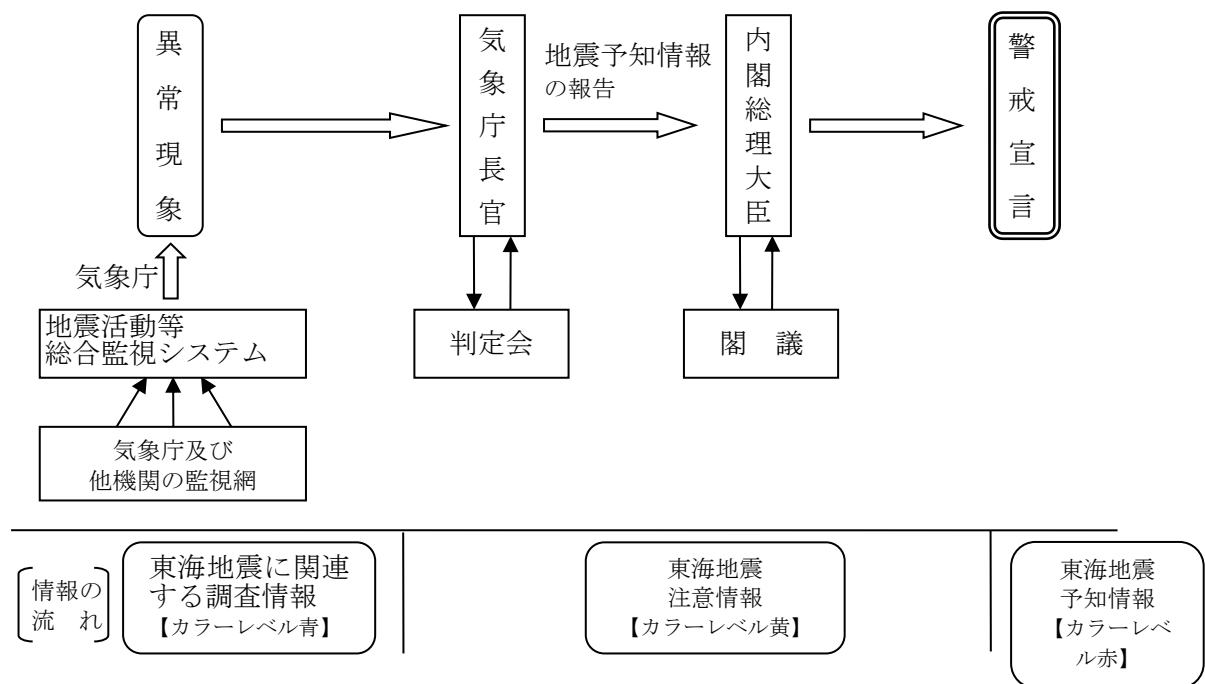 異常現象
気象庁長官
地震予知情報
の報告
内閣総理大臣
警戒宣言
気象庁
地震活動等
総合監視システム
判定会
閣　議
気象庁及び
他機関の監視網
情報の
流　れ
東海地震に関連
する調査情報
【カラーレベル青】
東海地震
注意情報
【カラーレベル黄】
東海地震
予知情報
【カラーレベ
ル赤】